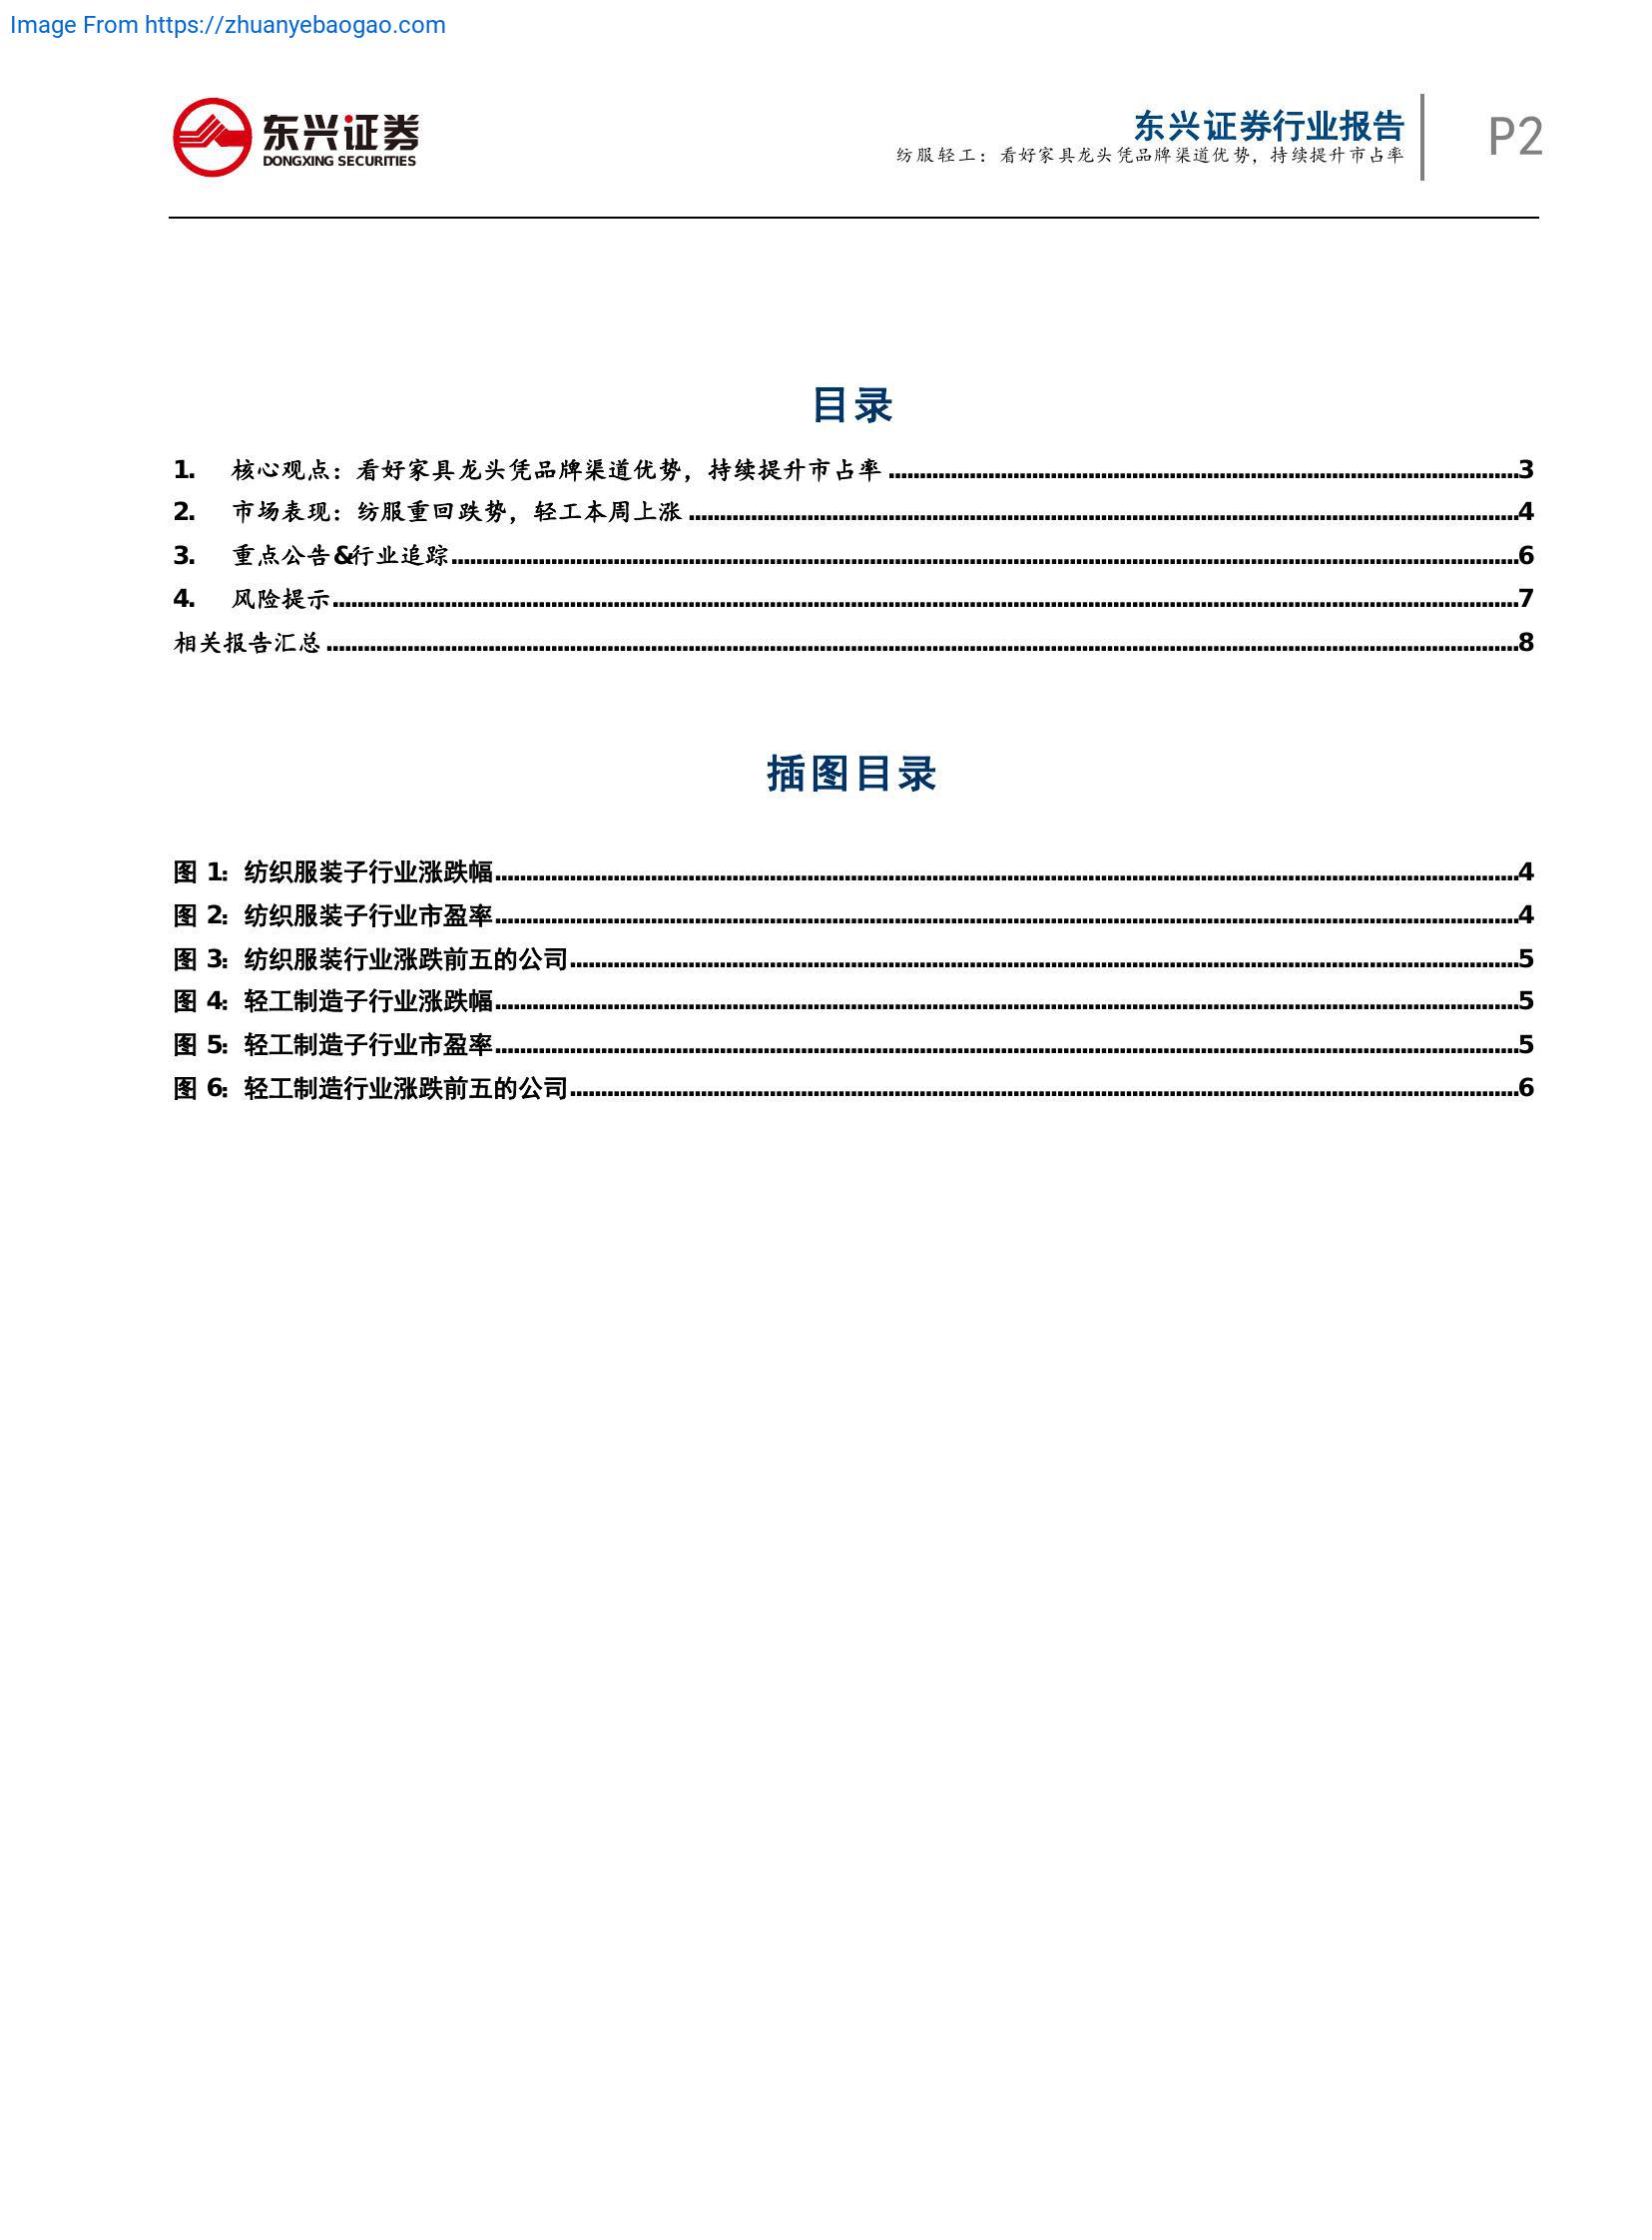 Image From https://zhuanyebaogao.com
东兴证券
DONGXING SECURITIES
东兴证券行业报告
纺服轻工：看好家具龙头凭品牌渠道优势，持续提升市占率
P2
目录
1. 核心观点：看好家具龙头凭品牌渠道优势，持续提升市占率 3
2. 市场表现：纺服重回跌势，轻工本周上涨 4
3. 重点公告&行业追踪 6
4. 风险提示 7
相关报告汇总 8
插图目录
图 1：纺织服装子行业涨跌幅 4
图 2：纺织服装子行业市盈率 4
图 3：纺织服装行业涨跌前五的公司 5
图 4：轻工制造子行业涨跌幅 5
图 5：轻工制造子行业市盈率 5
图 6：轻工制造行业涨跌前五的公司 6